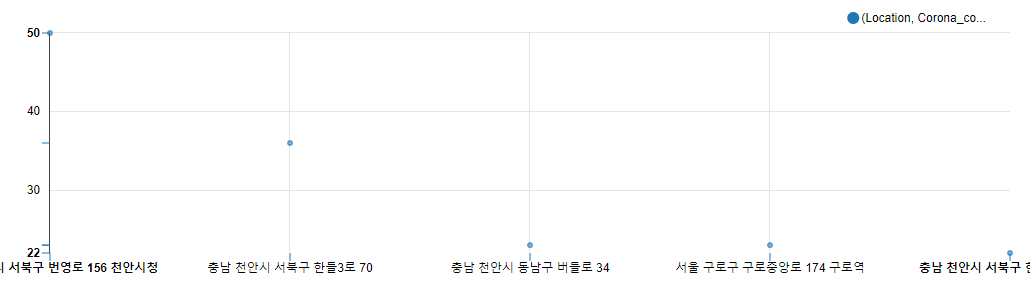 (Location, Corona_co...
50
40
30
22
시 서북구 번영로 156 천안시청
충남 천안시 서북구 한들3로 70
충남 천안시 동남구 버들로 34
서울 구로구 구로중앙로 174 구로역
충남 천안시 서북구